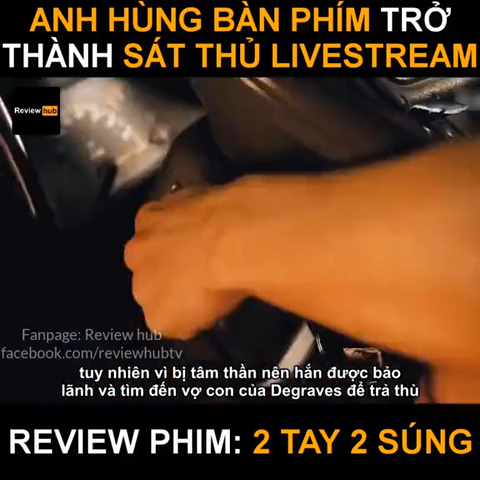 ANH HÙNG BÀN PHÍM TRỞ
THÀNH SÁT THỦ LIVESTREAM
Review hub
Fanpage: Review hub
facebook.com/reviewhubtv
tuy nhiên vì bị tâm thần nên hắn được bảo
lãnh và tìm đến vợ con của Degraves để trả thù
REVIEW PHIM: 2 TAY 2 SÚNG